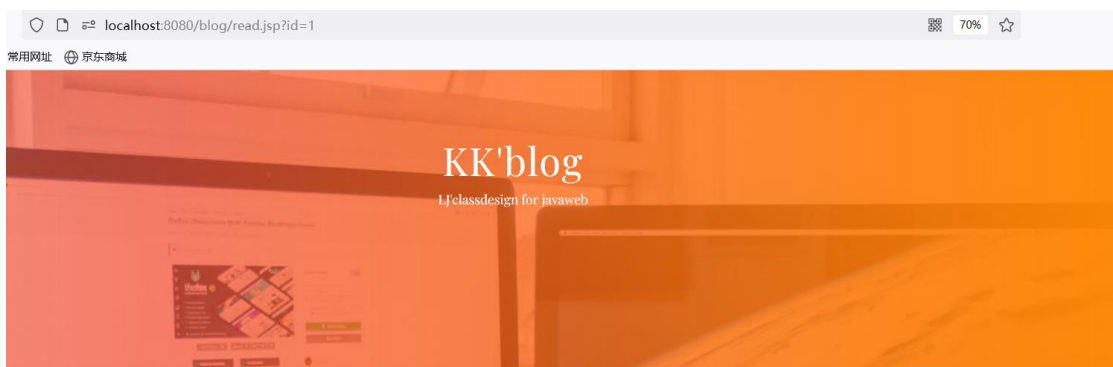 localhost:8080/blog/read.jsp?id=1
70%
常用网址 京东商城
KK'blog
LJ'classdesign for javaweb
thefox